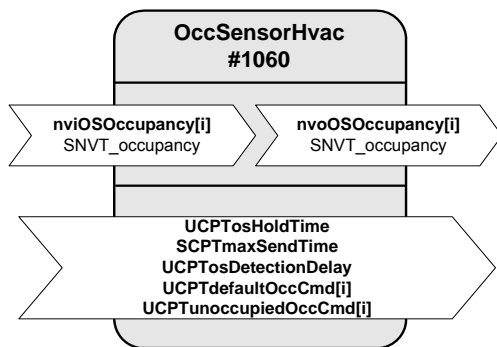 OccSensorHvac
#1060
nviOSOccupancy[i]
SNVT_occupancy
nvoOSOccupancy[i]
SNVT_occupancy
UCPTosHoldTime
SCPTmaxSendTime
UCPTosDetectionDelay
UCPTdefaultOccCmd[i]
UCPTunoccupiedOccCmd[i]